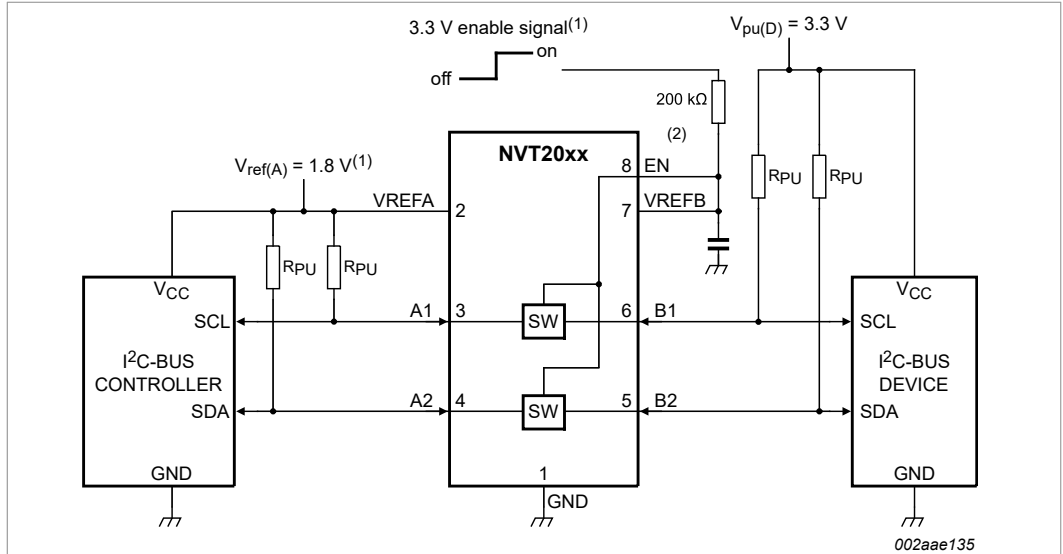 3.3 V enable signal(1)
off
on
Vpu(D) = 3.3 V
200 kΩ
(2)
NVT20xx
Vref(A) = 1.8 V(1)
8 EN
RPU
RPU
VREFA
2
7 VREFB
RPU
RPU
VCC
VCC
SCL
A1
3
SW
6
B1
SCL
I2C-BUS
CONTROLLER
I2C-BUS
DEVICE
SDA
A2
4
SW
5
B2
SDA
GND
1
GND
GND
002aae135